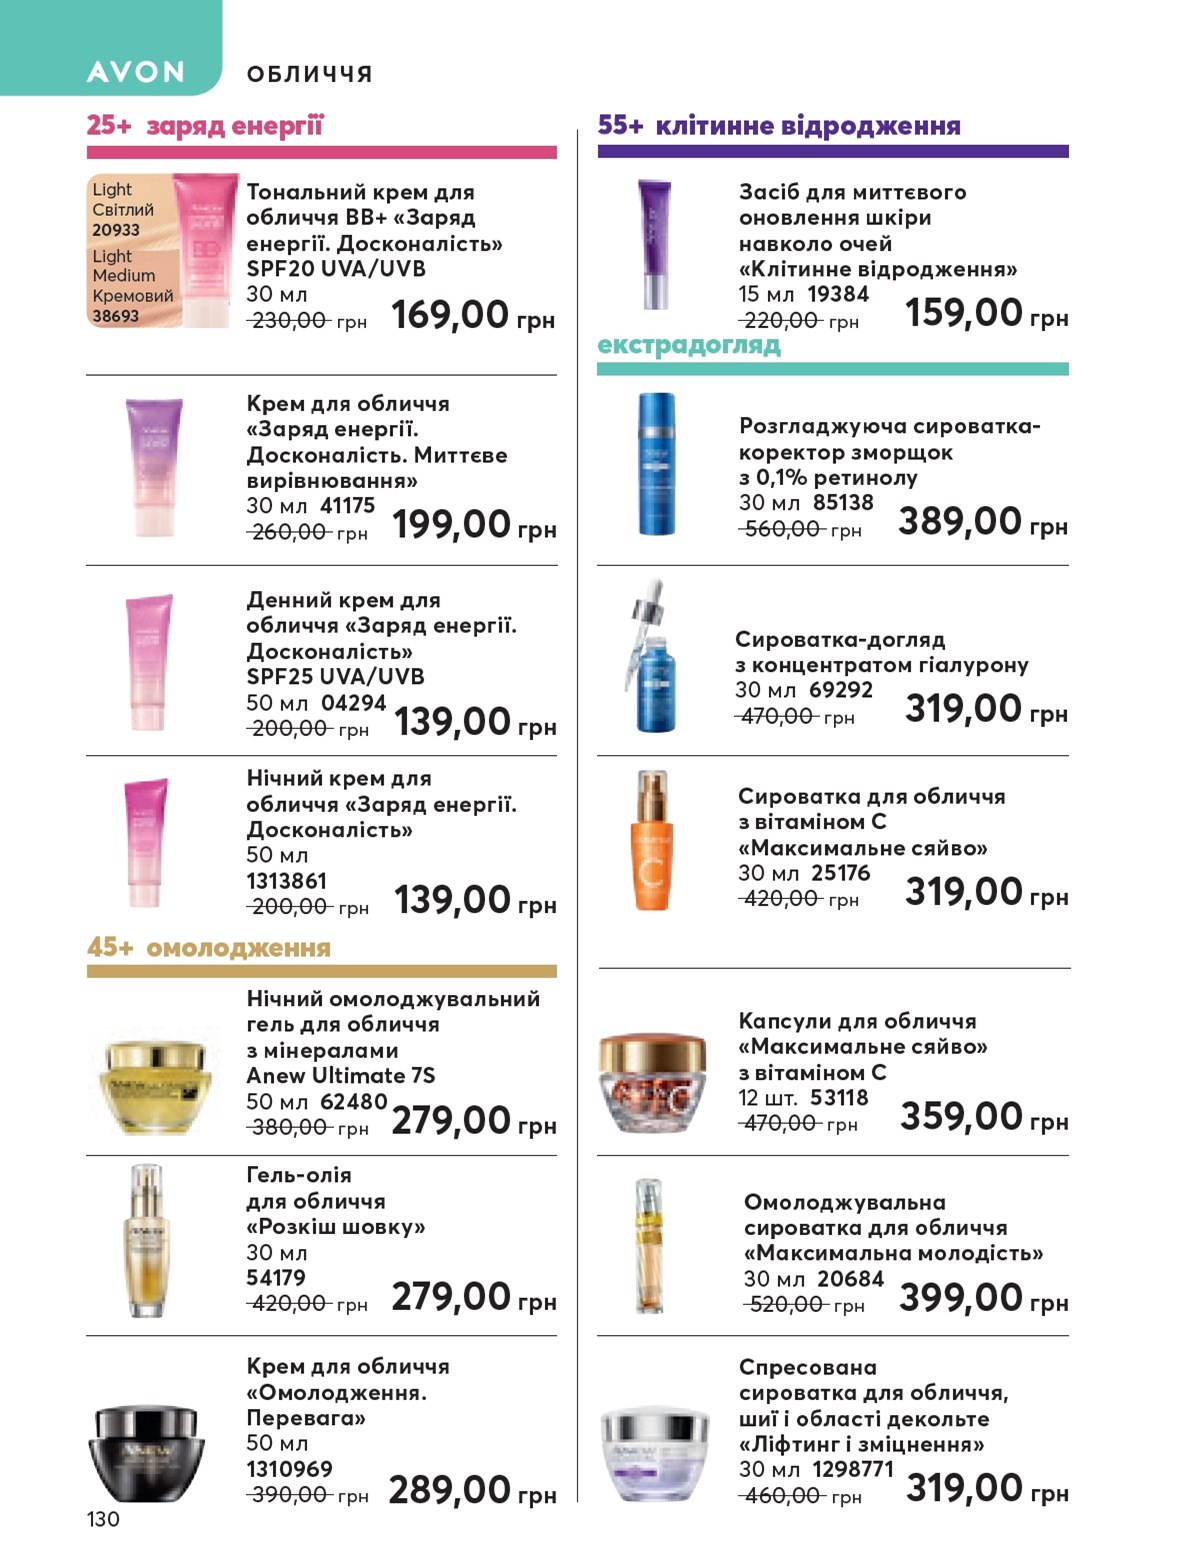 AVON
ОБЛИЧЧЯ
25+ заряд енергії
Light
Світлий
20933
Light
Medium
Кремовий
38693
Тональний крем для
обличчя BB+ «Заряд
енергії. Досконалість»
SPF20 UVA/UVB
30 мл
230,00 грн 169,00 грн
Крем для обличчя
«Заряд енергії.
Досконалість. Миттєве
вирівнювання»
30 мл 41175
260,00 грн 199,00 грн
Денний крем для
обличчя «Заряд енергії.
Досконалість»
SPF25 UVA/UVB
50 мл 04294
200,00 грн 139,00 грн
Нічний крем для
обличчя «Заряд енергії.
Досконалість»
50 мл
1313861
200,00 грн 139,00 грн
45+ омолодження
Нічний омолоджувальний
гель для обличчя
з мінералами
Anew Ultimate 7S
50 мл 62480
380,00 грн 279,00 грн
Гель-олія
для обличчя
«Розкіш шовку»
30 мл
54179
420,00 грн 279,00 грн
Крем для обличчя
«Омолодження.
Перевага»
50 мл
1310969
390,00 грн 289,00 грн
130
55+ клітинне відродження
Засіб для миттєвого
оновлення шкіри
навколо очей
«Клітинне відродження»
15 мл 19384
220,00 грн 159,00 грн
екстрадогляд
Розгладжуюча сироватка-
коректор зморщок
з 0,1% ретинолу
30 мл 85138
560,00 грн 389,00 грн
Сироватка-догляд
з концентратом гіалурону
30 мл 69292
470,00 грн 319,00 грн
Сироватка для обличчя
з вітаміном С
«Максимальне сяйво»
30 мл 25176
420,00 грн 319,00 грн
Капсули для обличчя
«Максимальне сяйво»
з вітаміном С
12 шт. 53118
470,00 грн 359,00 грн
Омолоджувальна
сироватка для обличчя
«Максимальна молодість»
30 мл 20684
520,00 грн 399,00 грн
Спресована
сироватка для обличчя,
шиї і області декольте
«Ліфтинг і зміцнення»
30 мл 1298771
460,00 грн 319,00 грн